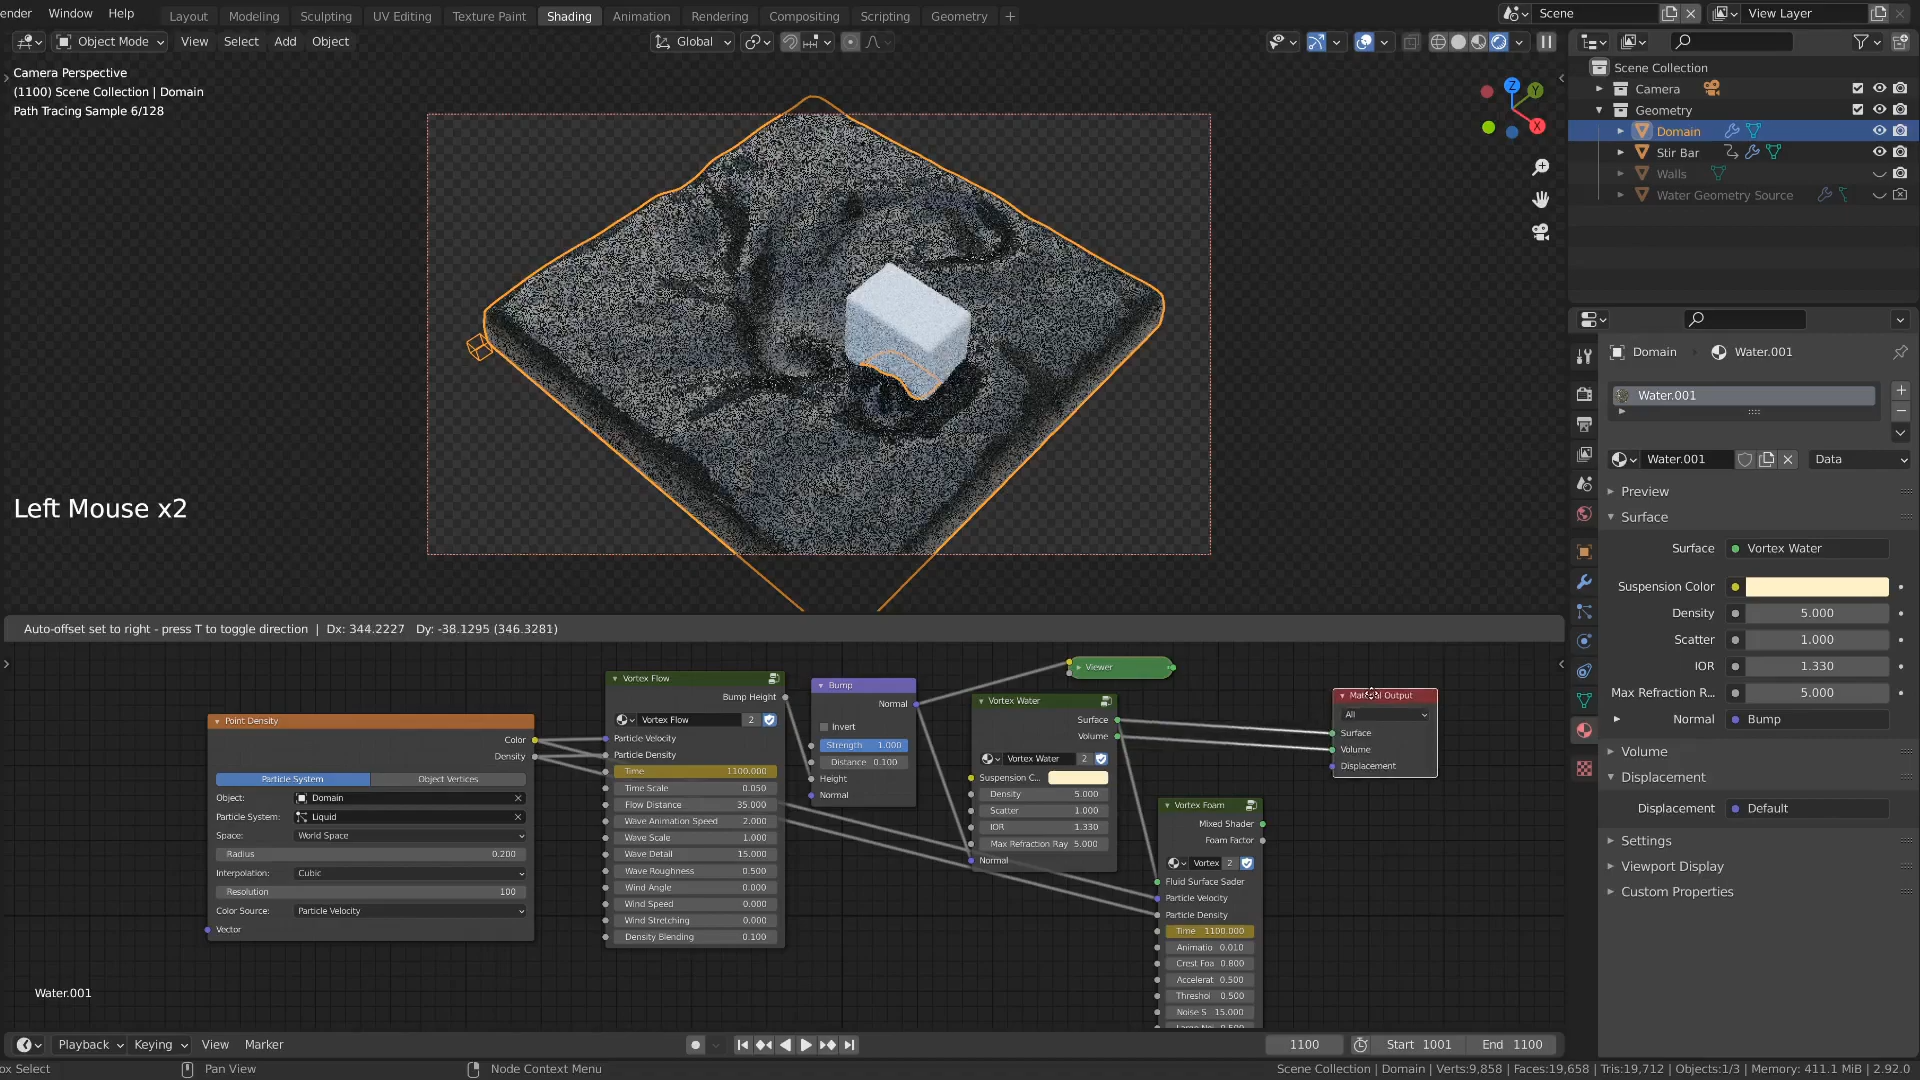 ender Window Help Layout Modeling Sculpting UV Editing Texture Paint Shading Animation Rendering Compositing Scripting Geometry + Scene View Layer
Object Mode View Select Add Object Global
Camera Perspective
(1100) Scene Collection | Domain
Path Tracing Sample 6/128
Z
Y
X
Left Mouse x2
Scene Collection
Camera
Geometry
Domain
Stir Bar
Walls
Water Geometry Source
Domain Water.001
Water.001
Water.001 Data
Preview
Surface
Surface Vortex Water
Suspension Color
Density 5.000
Scatter 1.000
IOR 1.330
Max Refraction R... 5.000
Normal Bump
Volume
Displacement
Displacement Default
Settings
Viewport Display
Custom Properties
Auto-offset set to right - press T to toggle direction | Dx: 344.2227 Dy: -38.1295 (346.3281)
Point Density
Color
Density
Particle System Object Vertices
Object: Domain
Particle System: Liquid
Space: World Space
Radius 0.200
Interpolation: Cubic
Resolution 100
Color Source: Particle Velocity
Vector
Vortex Flow
Bump Height
Vortex Flow 2
Particle Velocity
Particle Density
Time 1100.000
Time Scale 0.050
Flow Distance 35.000
Wave Animation Speed 2.000
Wave Scale 1.000
Wave Detail 15.000
Wave Roughness 0.500
Wind Angle 0.000
Wind Speed 0.000
Wind Stretching 0.000
Density Blending 0.100
Bump
Normal
Invert
Strength 1.000
Distance 0.100
Height
Normal
Viewer
Vortex Water
Surface
Volume
Vortex Water 2
Suspension C...
Density 5.000
Scatter 1.000
IOR 1.330
Max Refraction Ray 5.000
Normal
Vortex Foam
Mixed Shader
Foam Factor
Vortex 2
Fluid Surface Sader
Particle Velocity
Particle Density
Time 1100.000
Animatio 0.010
Crest Foa 0.800
Accelerat 0.500
Threshol 0.500
Noise S 15.000
Material Output
All
Surface
Volume
Displacement
Water.001
Playback Keying View Marker 1100 Start 1001 End 1100
ox Select Pan View Node Context Menu Scene Collection | Domain | Verts:9,858 | Faces:19,658 | Tris:19,712 | Objects:1/3 | Memory: 411.1 MiB | 2.92.0